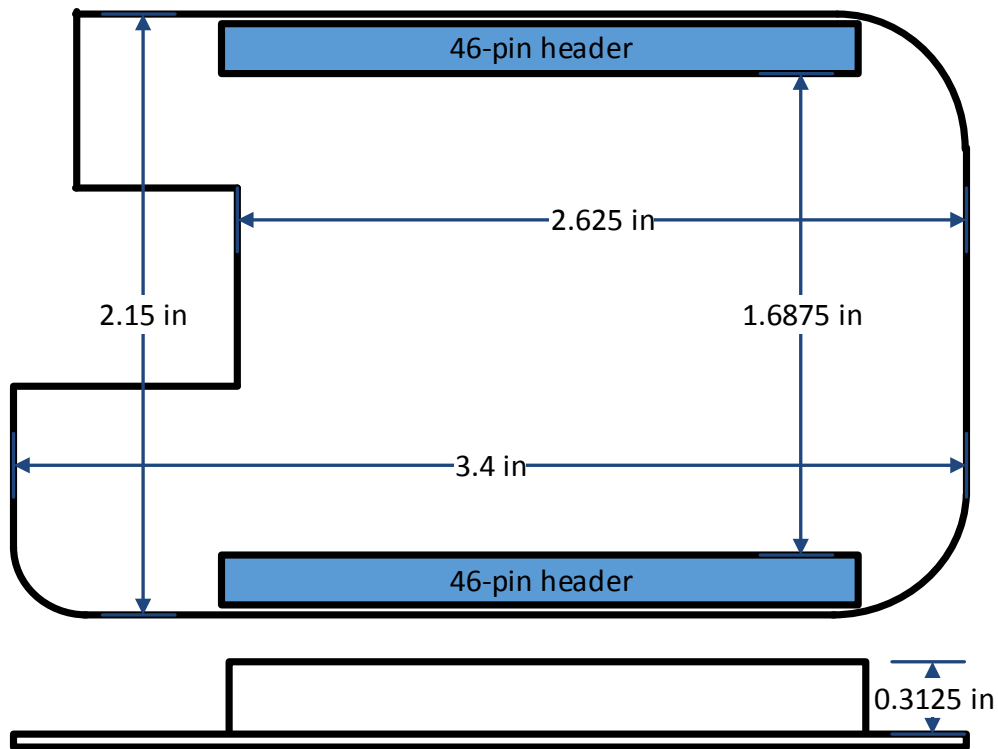 46-pin header
2.625 in
2.15 in
1.6875 in
3.4 in
46-pin header
0.3125 in